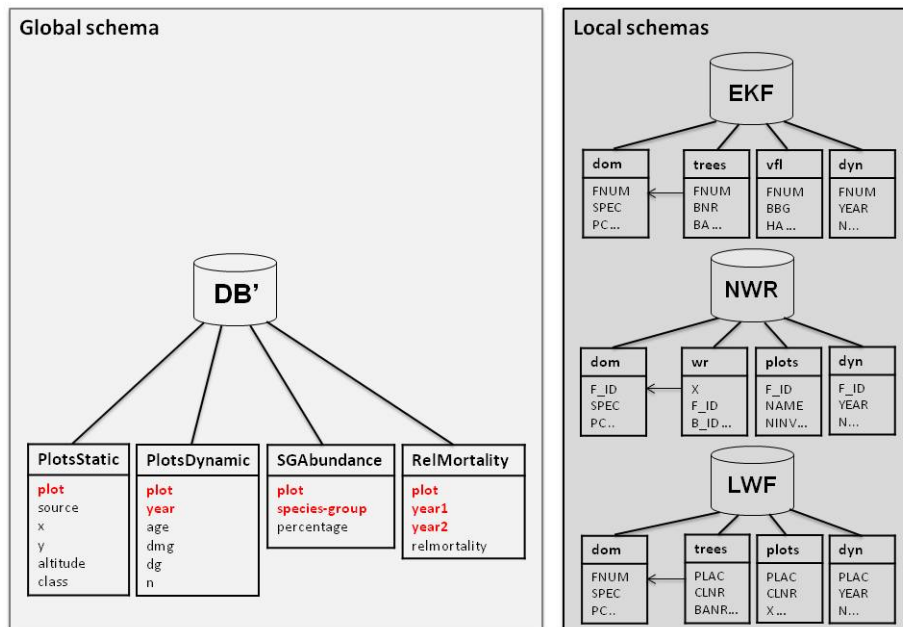 Global schema
DB'
PlotsStatic
plot
source
x
y
altitude
class
PlotsDynamic
plot
year
age
dmg
dg
n
SGAbundance
plot
species-group
percentage
RelMortality
plot
year1
year2
relmortality
Local schemas
EKF
dom
FNUM
SPEC
PC...
trees
FNUM
BNR
BA...
vfl
FNUM
BBG
HA...
dyn
FNUM
YEAR
N...
NWR
dom
F_ID
SPEC
PC..
wr
X
F_ID
B_ID...
plots
F_ID
NAME
NINV...
dyn
F_ID
YEAR
N...
LWF
dom
FNUM
SPEC
PC..
trees
PLAC
CLNR
BANR...
plots
PLAC
CLNR
X...
dyn
PLAC
YEAR
N...